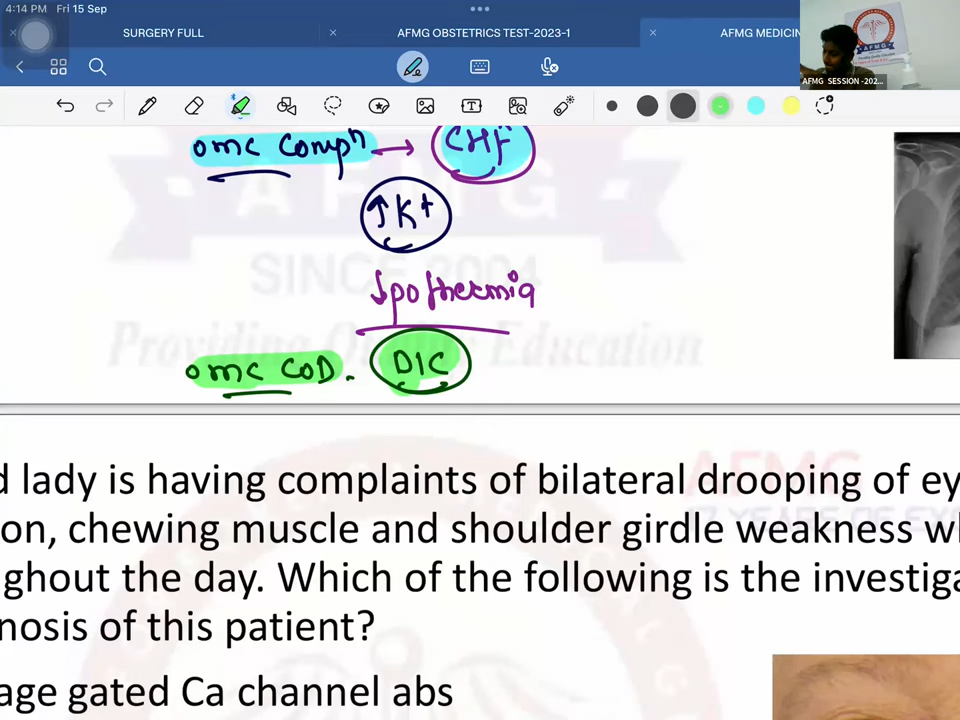 4:14 PM Fri 15 Sep
SURGERY FULL
AFMG OBSTETRICS TEST-2023-1
AFMG MEDICIN
AFMG
AFMG SESSION -202...
omc Compⁿ → CHF
↑K+
omc COD. DIC
AFMG
SINCE 2004
Providing Education
d lady is having complaints of bilateral drooping of ey
on, chewing muscle and shoulder girdle weakness w
ghout the day. Which of the following is the investiga
nosis of this patient?
age gated Ca channel abs